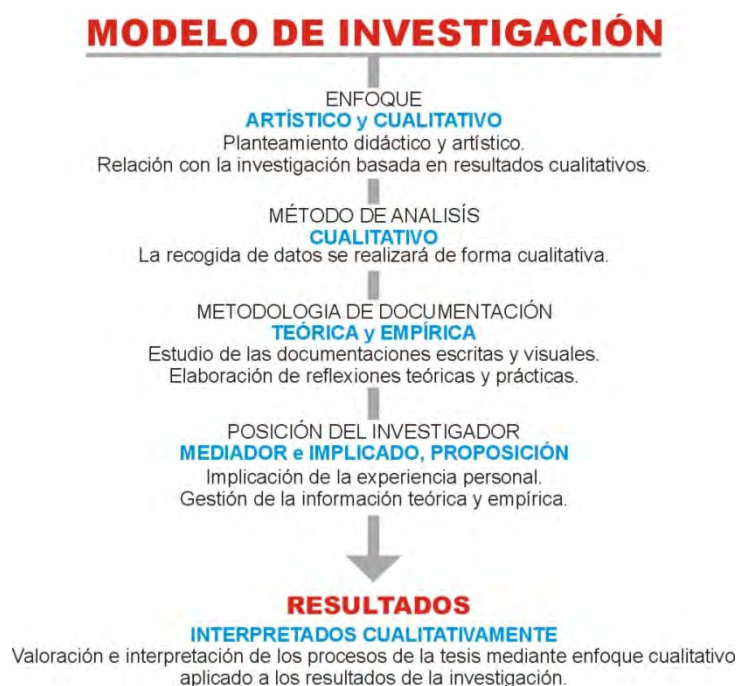 MODELO DE INVESTIGACIÓN
ENFOQUE
ARTÍSTICO y CUALITATIVO
Planteamiento didáctico y artístico.
Relación con la investigación basada en resultados cualitativos.
MÉTODO DE ANALISÍS
CUALITATIVO
La recogida de datos se realizará de forma cualitativa.
METODOLOGIA DE DOCUMENTACIÓN
TEÓRICA y EMPÍRICA
Estudio de las documentaciones escritas y visuales.
Elaboración de reflexiones teóricas y prácticas.
POSICIÓN DEL INVESTIGADOR
MEDIADOR e IMPLICADO, PROPOSICIÓN
Implicación de la experiencia personal.
Gestión de la información teórica y empírica.
RESULTADOS
INTERPRETADOS CUALITATIVAMENTE
Valoración e interpretación de los procesos de la tesis mediante enfoque cualitativo
aplicado a los resultados de la investigación.